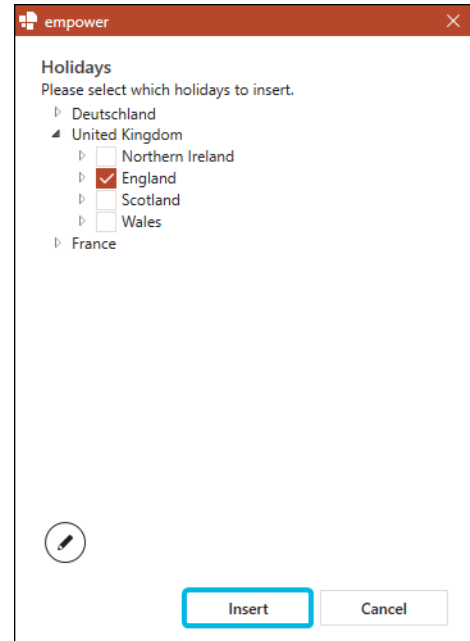 empower
Holidays
Please select which holidays to insert.
Deutschland
United Kingdom
Northern Ireland
England
Scotland
Wales
France
Insert Cancel